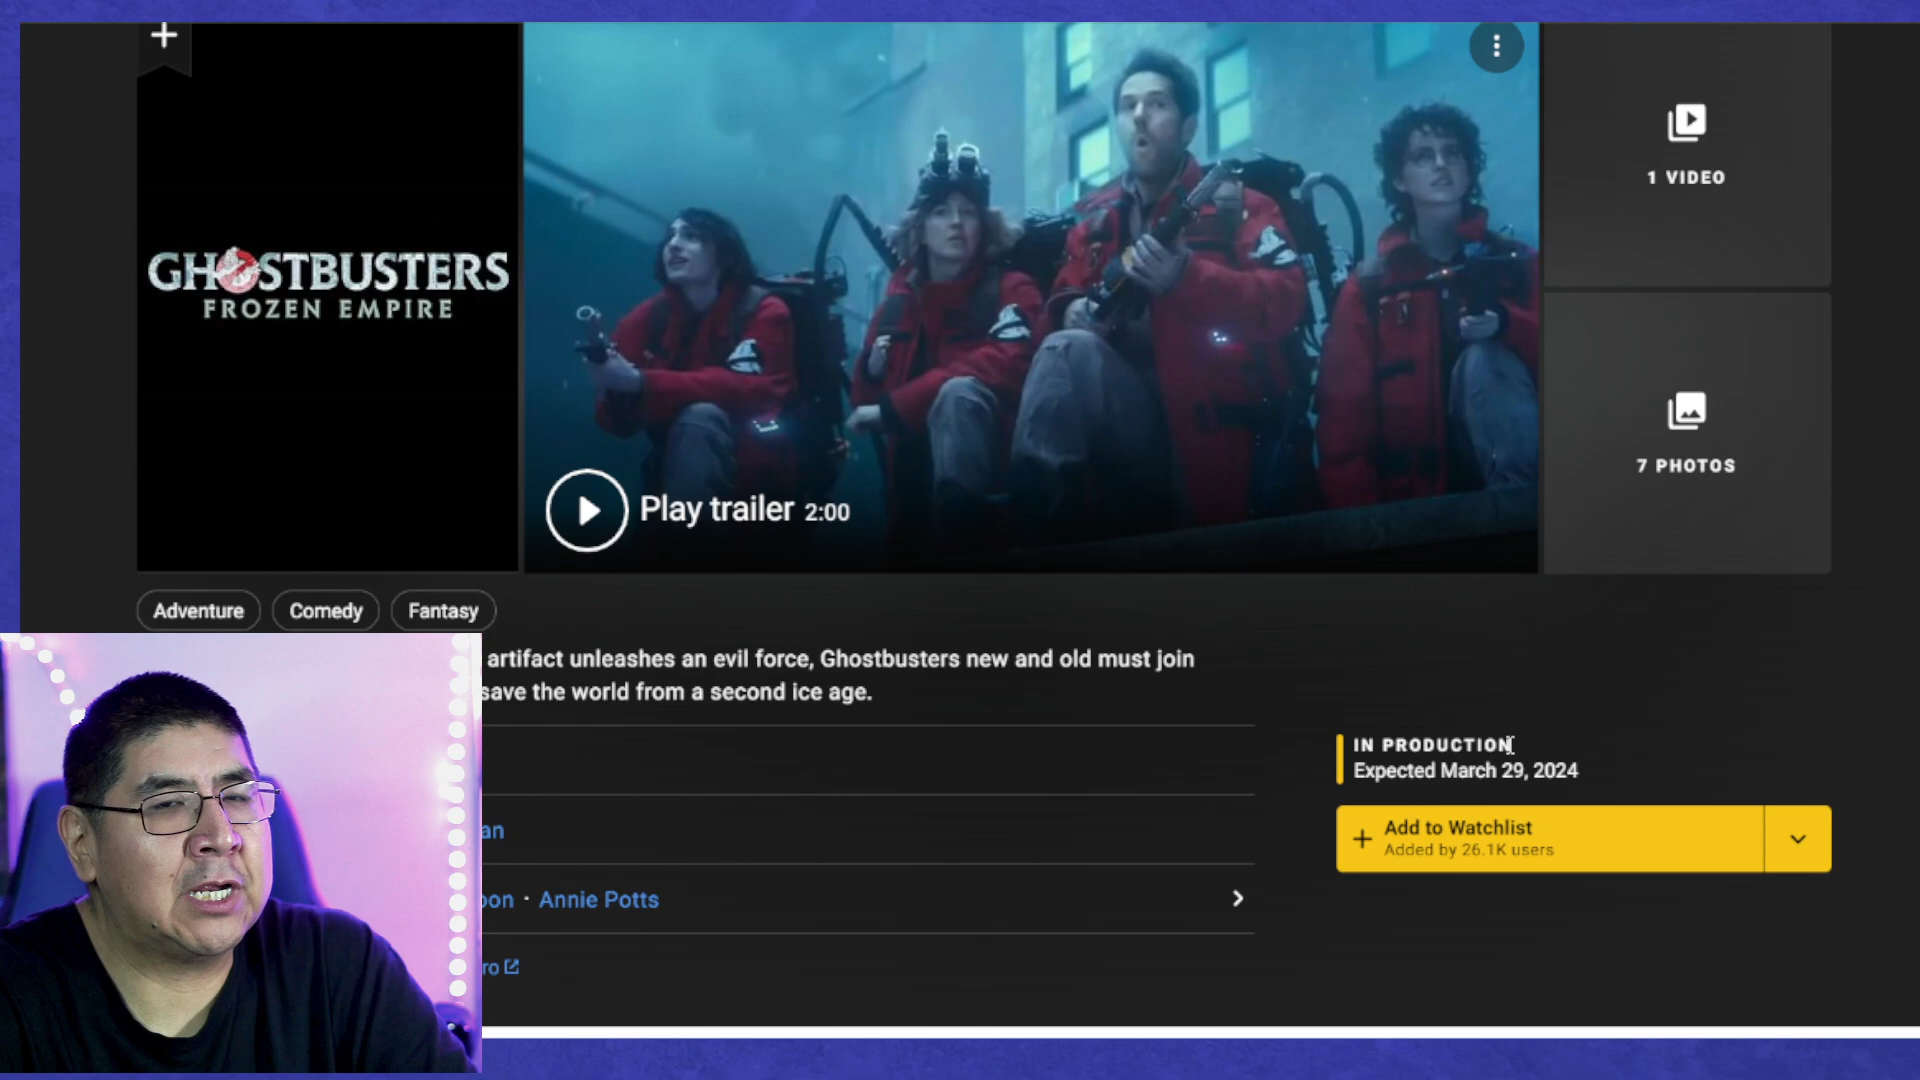 GHOSTBUSTERS
FROZEN EMPIRE
Play trailer 2:00
1 VIDEO
7 PHOTOS
Adventure
Comedy
Fantasy
artifact unleashes an evil force, Ghostbusters new and old must join
save the world from a second ice age.
an
oon · Annie Potts
ro
IN PRODUCTION
Expected March 29, 2024
Add to Watchlist
Added by 26.1K users